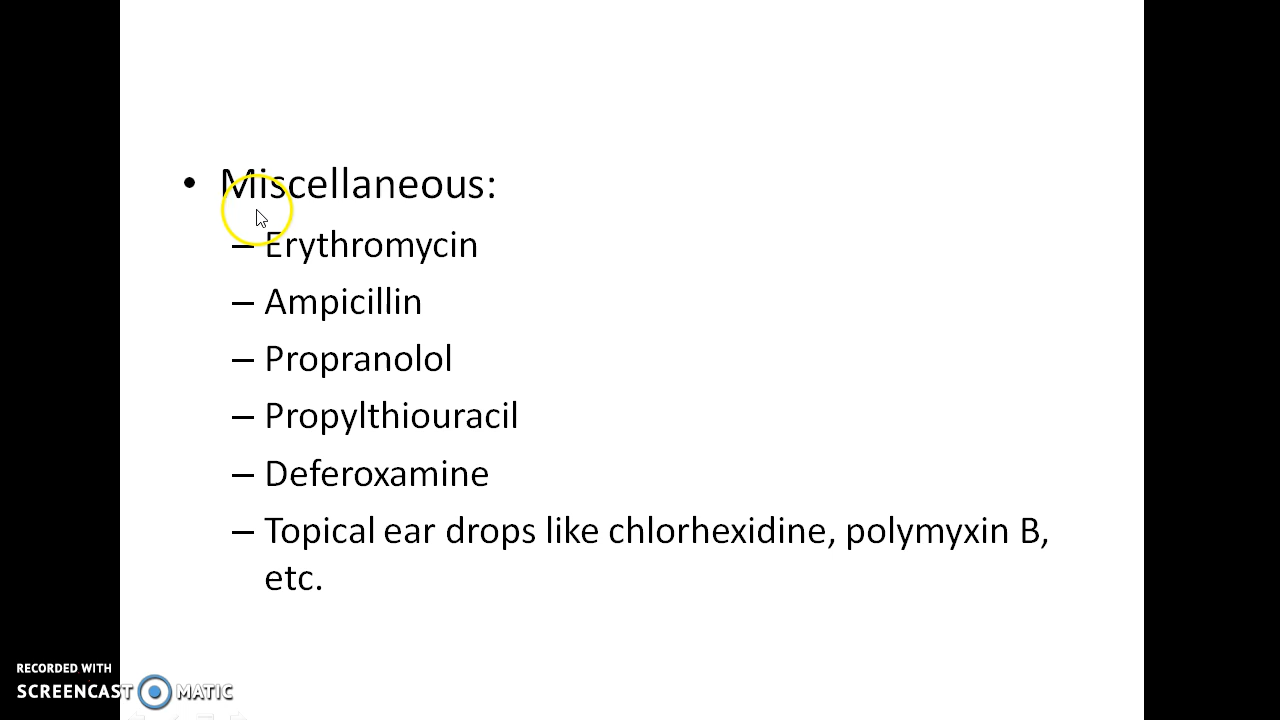 • Miscellaneous:
– Erythromycin
– Ampicillin
– Propranolol
– Propylthiouracil
– Deferoxamine
– Topical ear drops like chlorhexidine, polymyxin B,
etc.
RECORDED WITH
SCREENCAST MATIC